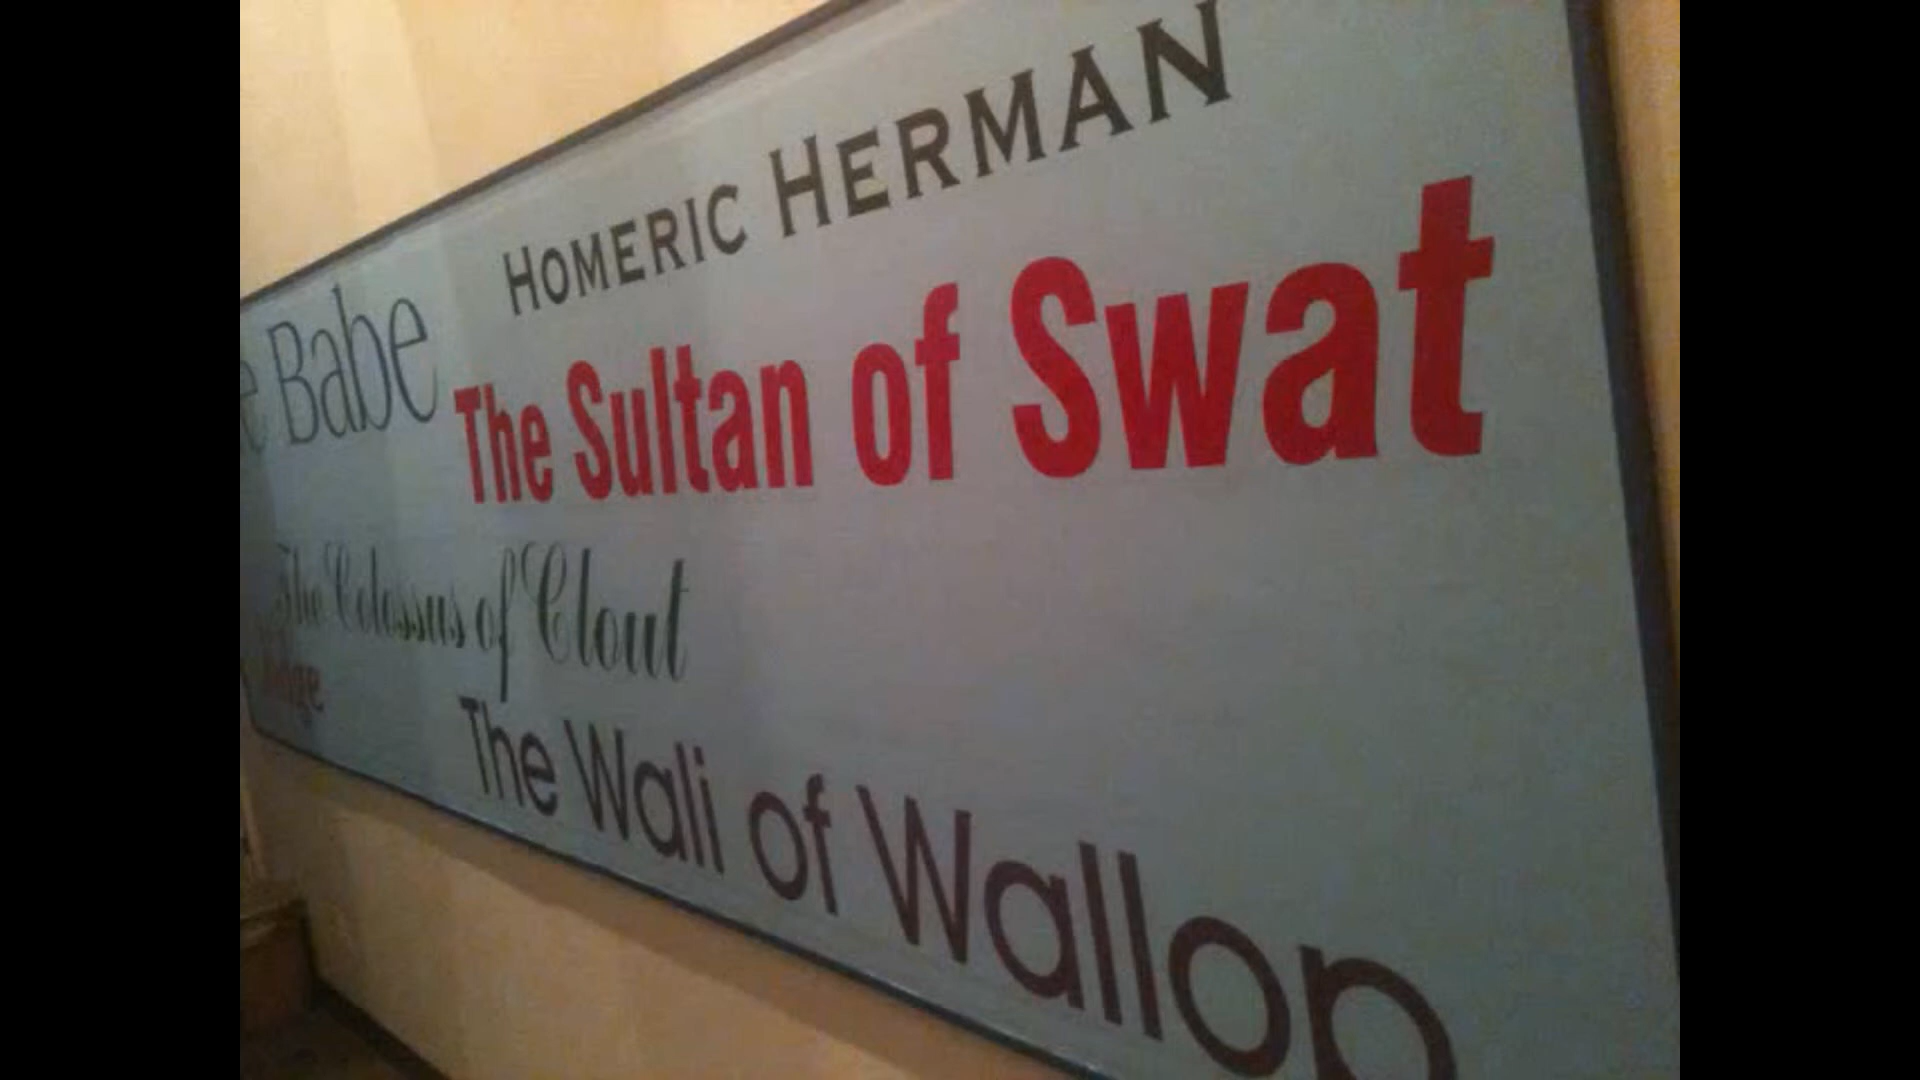 HOMERIC HERMAN
Babe
The Sultan of Swat
The Colossus of Clout
The Wali of Wallop